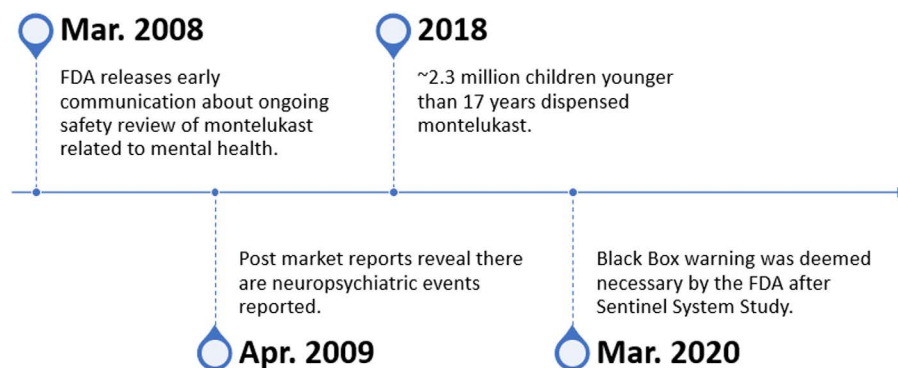 Mar. 2008
FDA releases early
communication about ongoing
safety review of montelukast
related to mental health.
2018
~2.3 million children younger
than 17 years dispensed
montelukast.
Post market reports reveal there
are neuropsychiatric events
reported.
Apr. 2009
Black Box warning was deemed
necessary by the FDA after
Sentinel System Study.
Mar. 2020